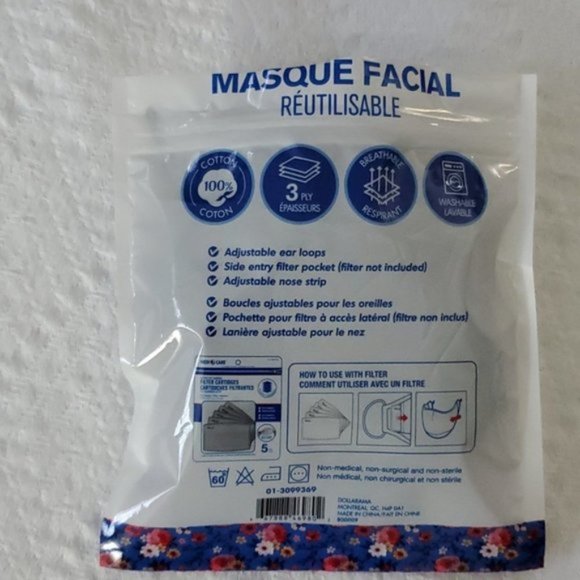 MASQUE FACIAL
RÉUTILISABLE
COTTON
100%
COTON
3 PLY
ÉPAISSEURS
BREATHABLE
RESPIRANT
WASHABLE
LAVABLE
Adjustable ear loops
Side entry filter pocket (filter not included)
Adjustable nose strip
Boucles ajustables pour les oreilles
Pochette pour filtre à accès latéral (filtre non inclus)
Lanière ajustable pour le nez
FILTER CARTRIDGES
CARTOUCHES FILTRANTES
5
HOW TO USE WITH FILTER
COMMENT UTILISER AVEC UN FILTRE
60
Non-medical, non-surgical and non-sterile
Non médical, non chirurgical et non stérile
01-3099369
DOLLARAMA
MONTREAL, QC, H4P 0A1
MADE IN CHINA/FAIT EN CHINE